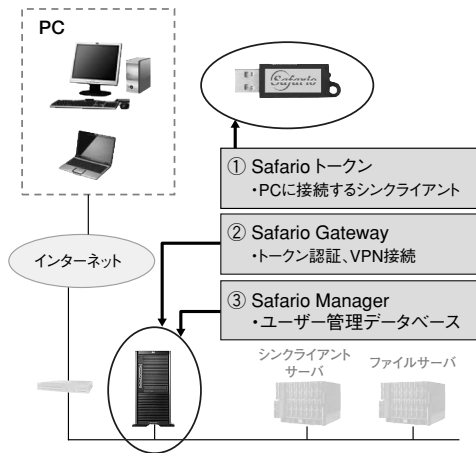 PC
Safario
① Safario トークン
・PCに接続するシンクライアント
② Safario Gateway
・トークン認証、VPN接続
インターネット
③ Safario Manager
・ユーザー管理データベース
シンクライアント
サーバ
ファイルサーバ